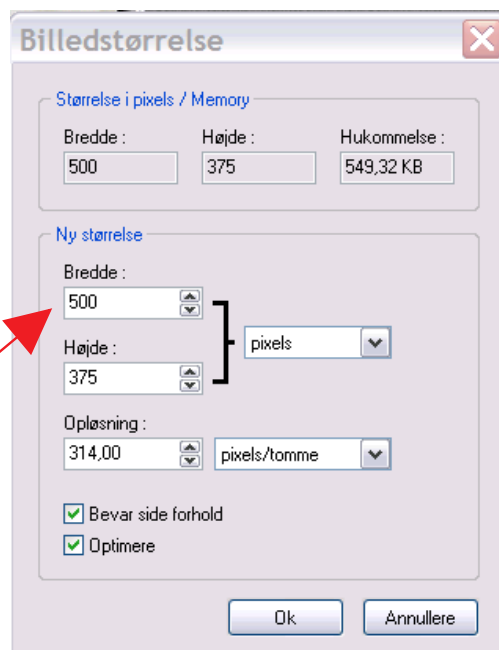 Billedstørrelse
Størrelse i pixels / Memory
Bredde : Højde : Hukommelse :
500 375 549,32 KB
Ny størrelse
Bredde :
500
pixels
Højde :
375
Opløsning :
314,00 pixels/tomme
Bevar side forhold
Optimere
Ok Annullere